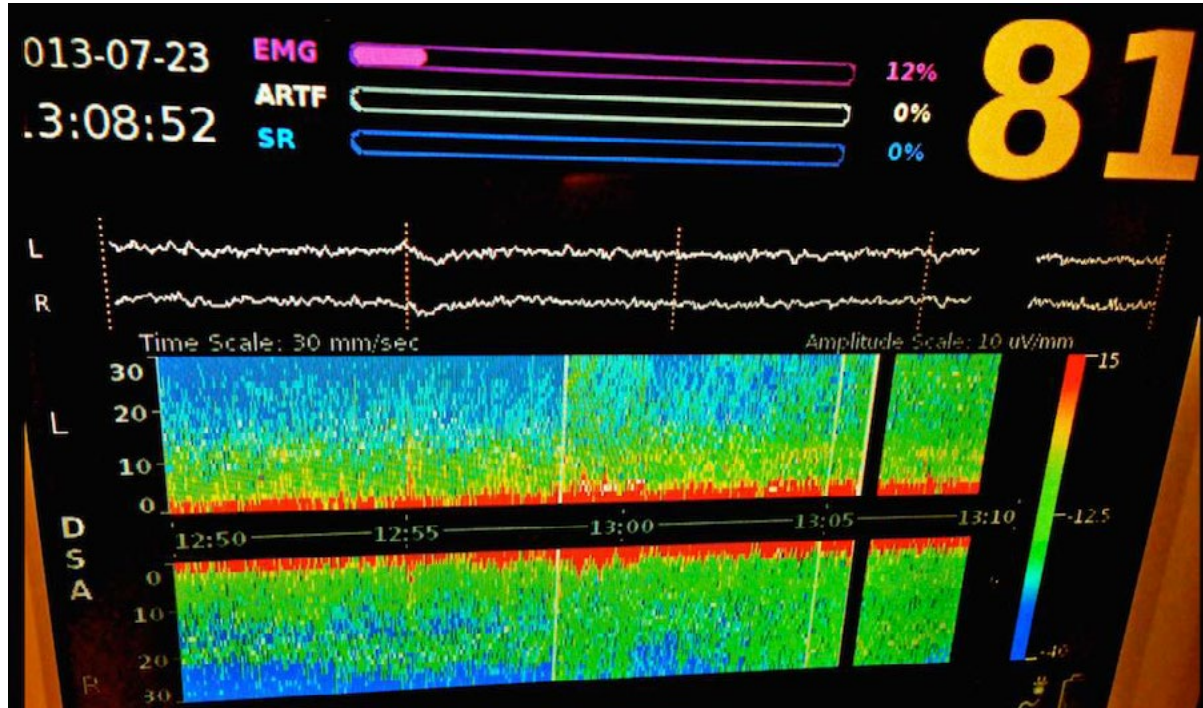 013-07-23
EMG 12%
81
ARTF 0%
.3:08:52
SR 0%
L
R
Time Scale: 30 mm/sec Amplitude Scale: 10 uV/mm
30
20
10
0
L
15
-12.5
-40
12:50 12:55 13:00 13:05 13:10
D
S
A
0
10
20
30
R